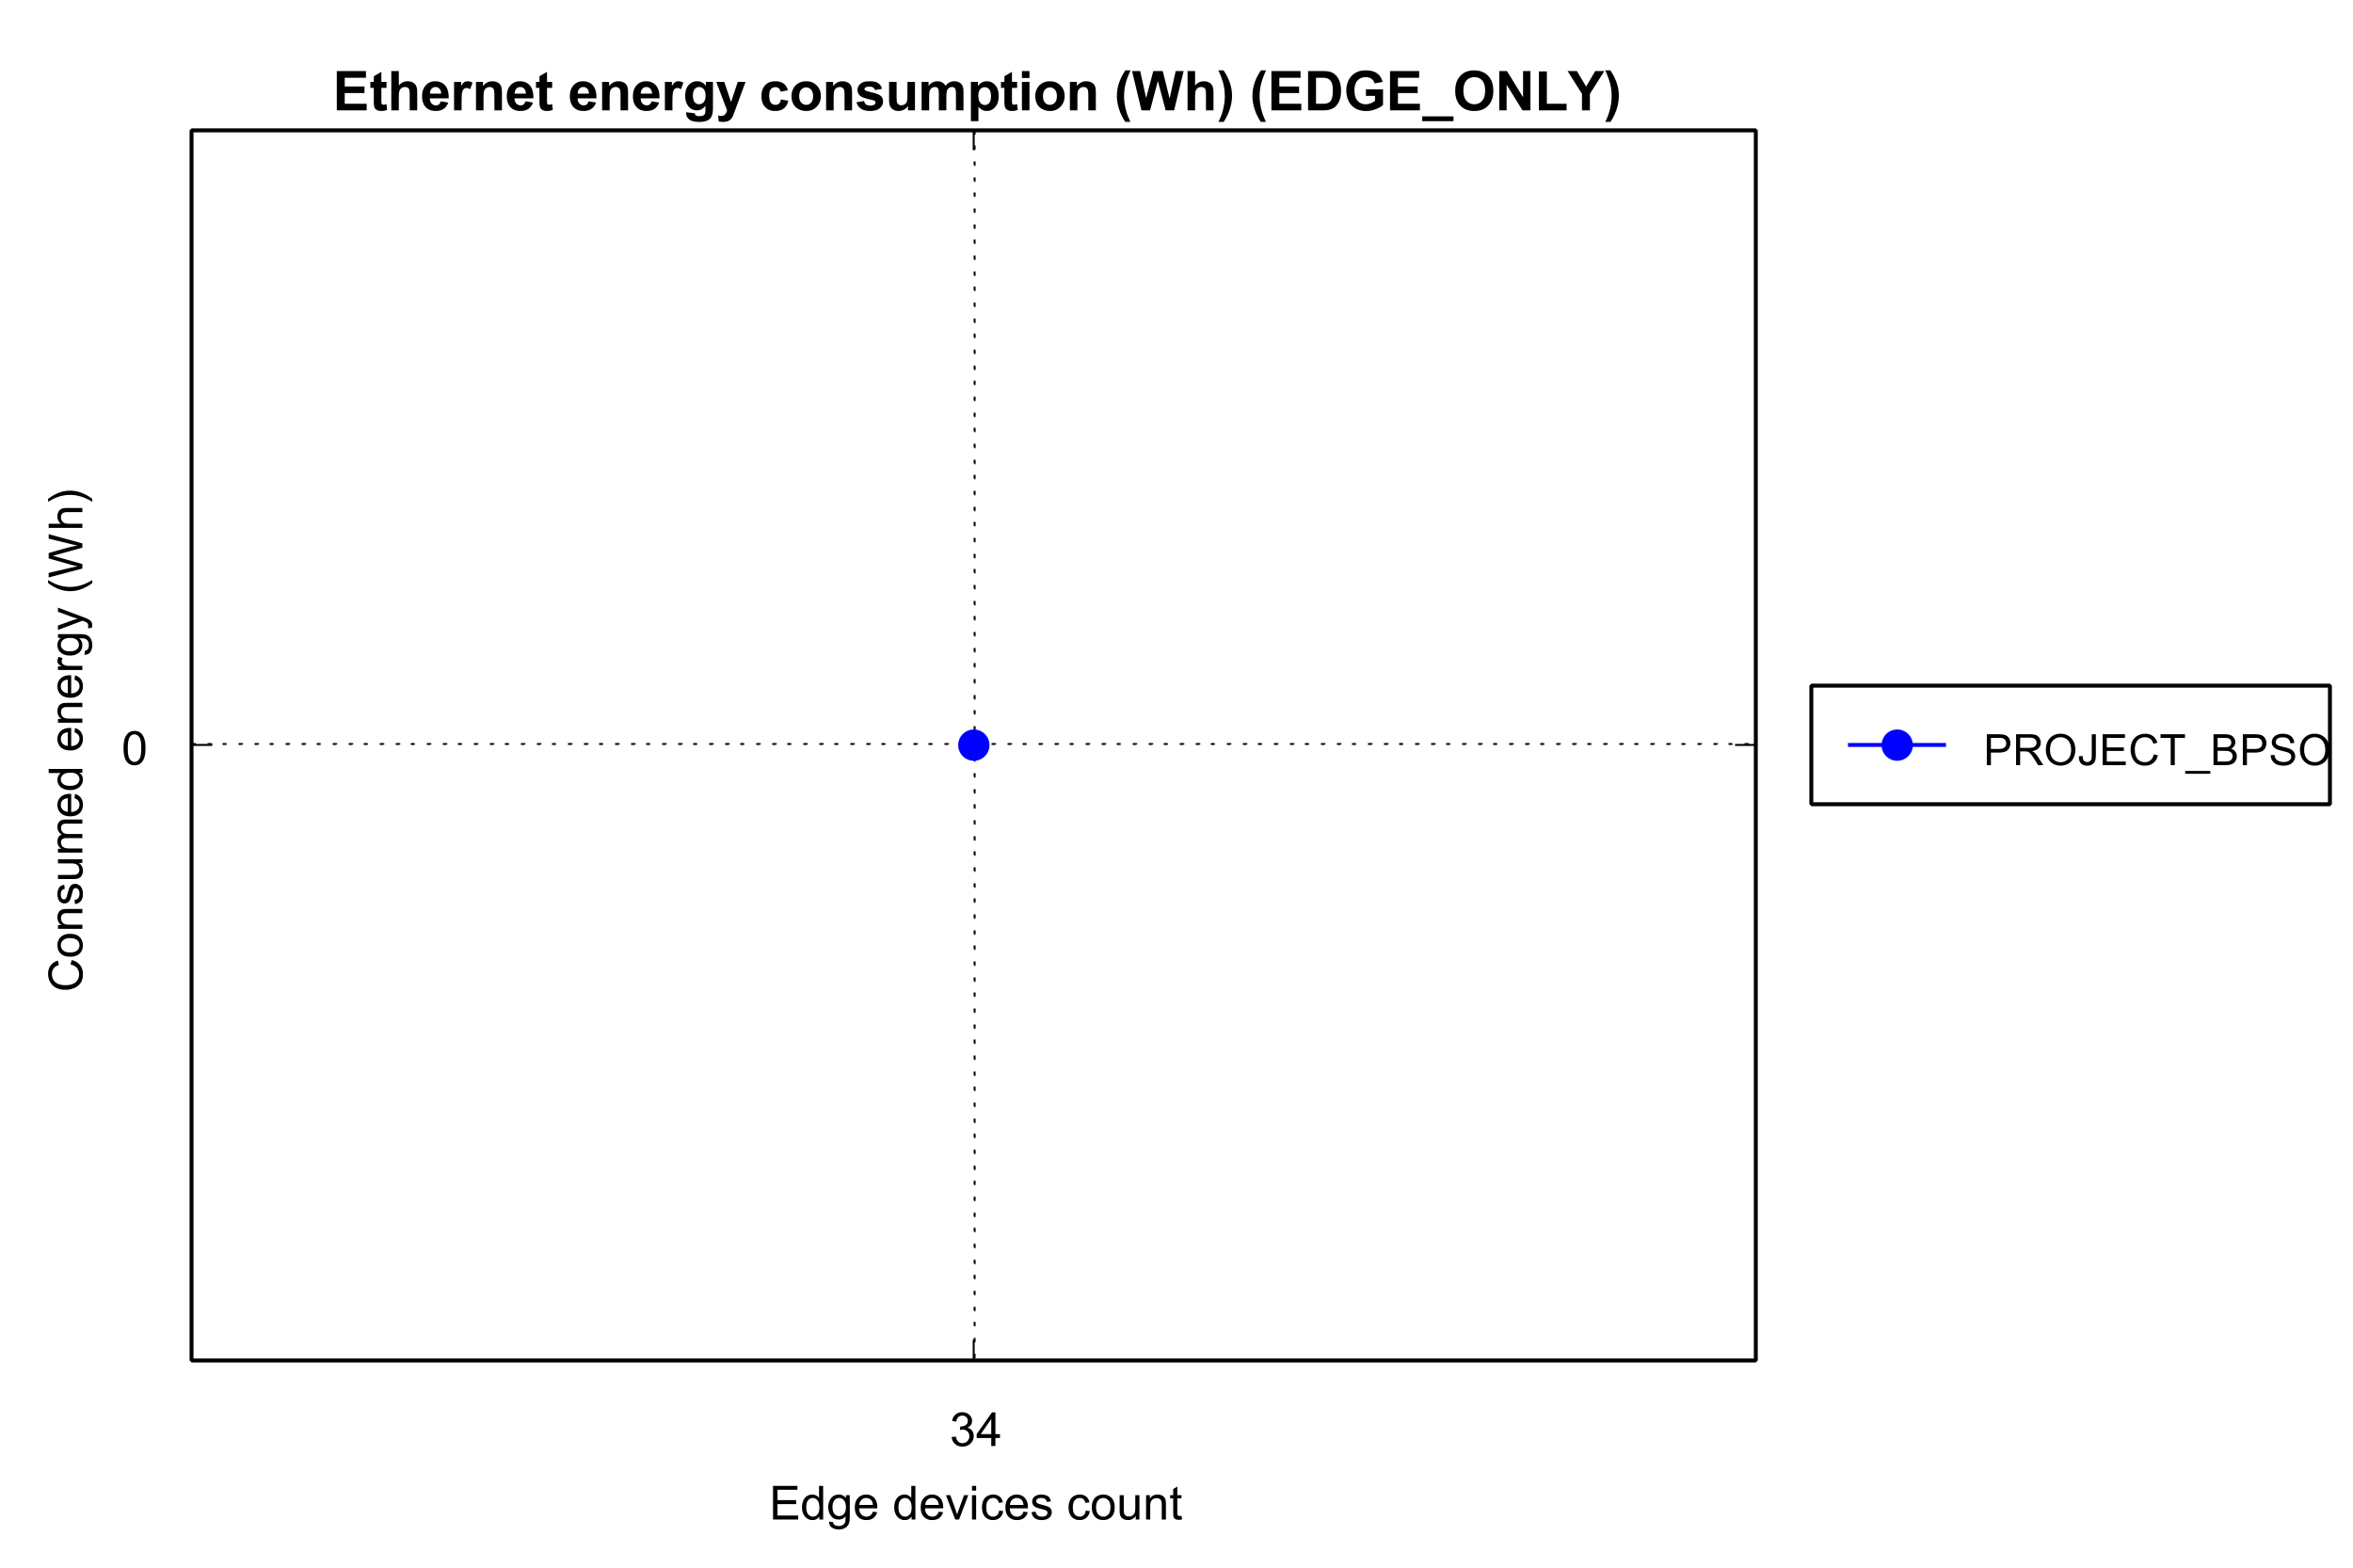 Ethernet energy consumption (Wh) (EDGE_ONLY)
Consumed energy (Wh)
0
PROJECT_BPSO
34
Edge devices count